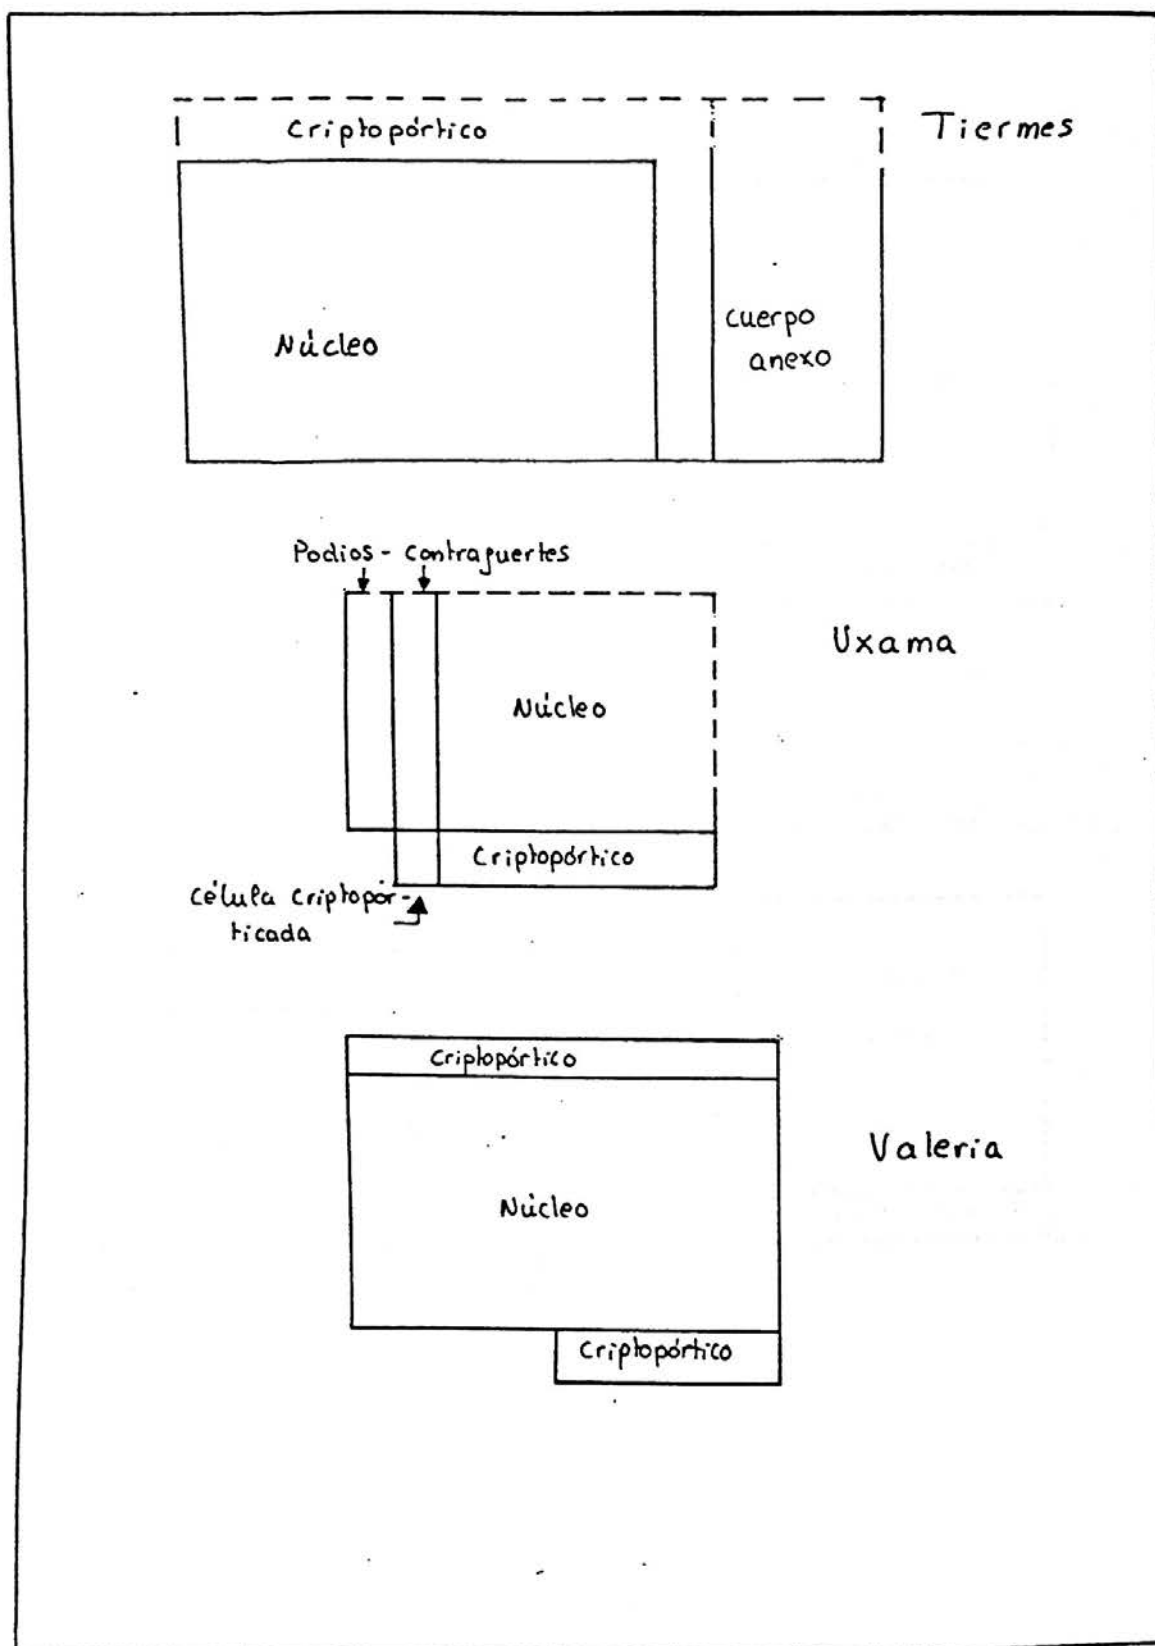 Tiermes
Criptopórtico
Núcleo
cuerpo
anexo
Podios - contrafuertes
Uxama
Núcleo
Criptopórtico
célula criptopór-
ticada
Criptopórtico
Valeria
Núcleo
Criptopórtico